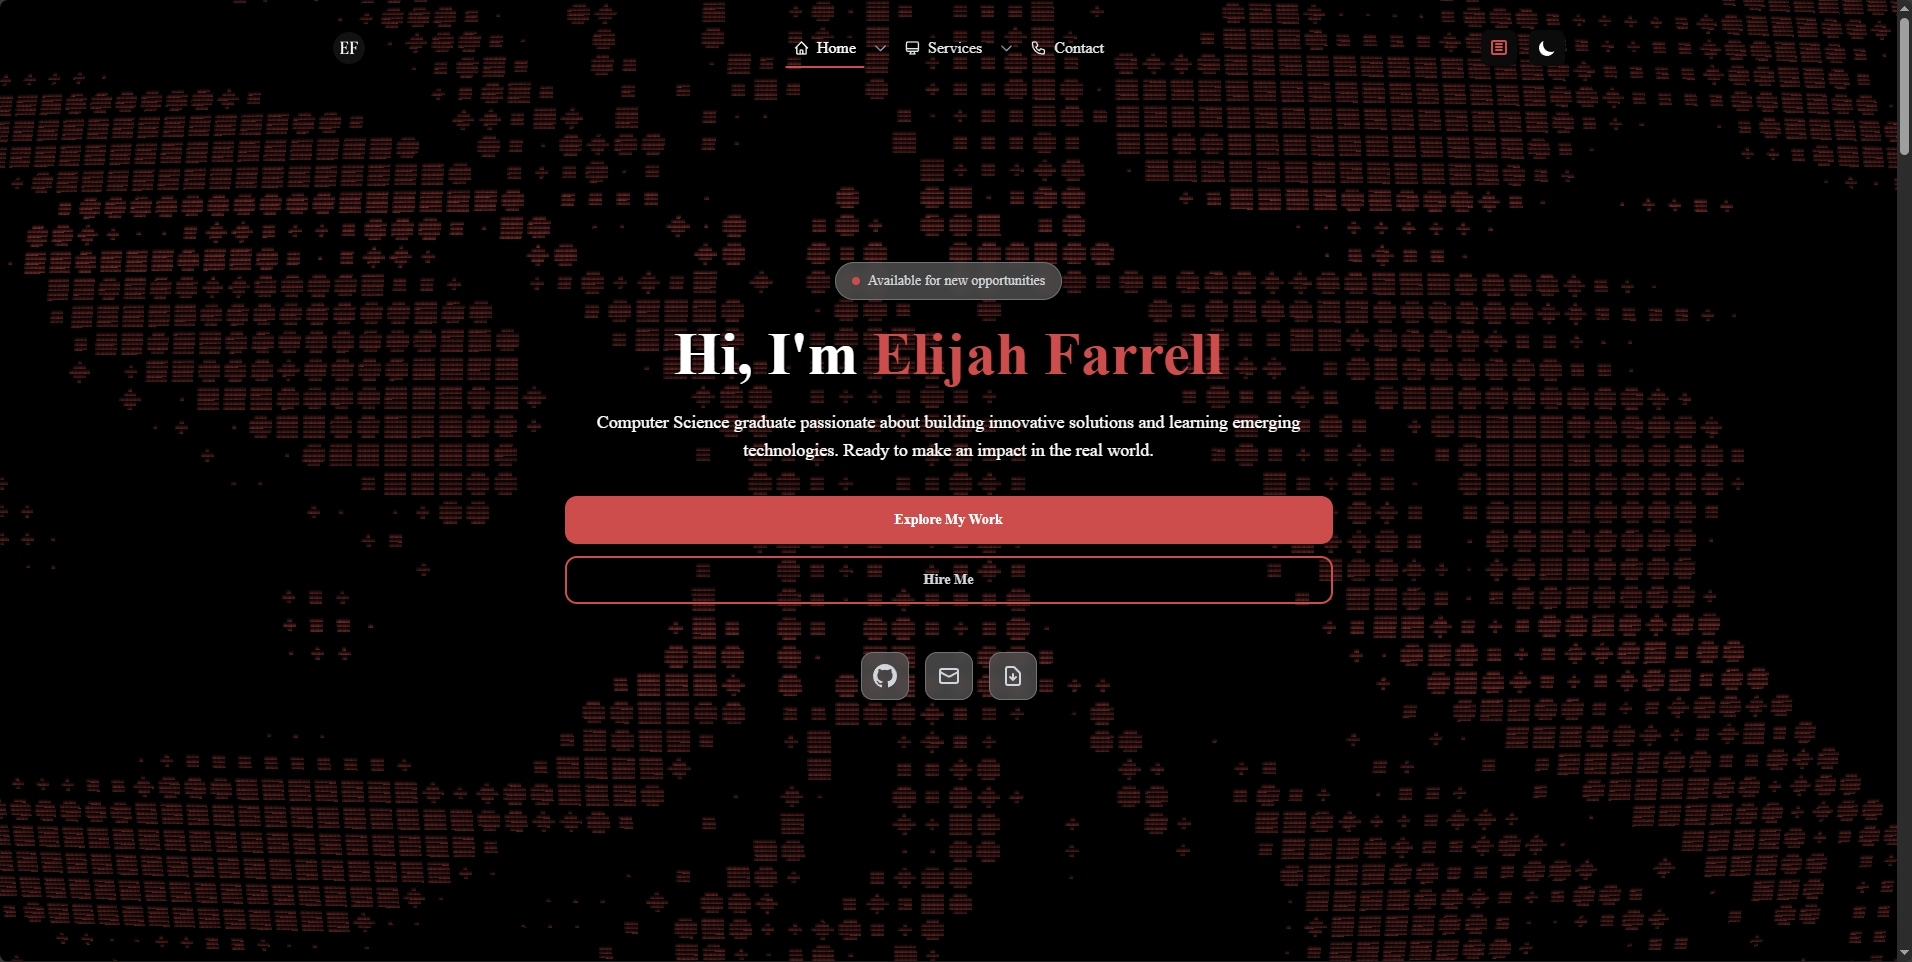 EF
Home
Services
Contact
Available for new opportunities
Hi, I'm Elijah Farrell
Computer Science graduate passionate about building innovative solutions and learning emerging
technologies. Ready to make an impact in the real world.
Explore My Work
Hire Me